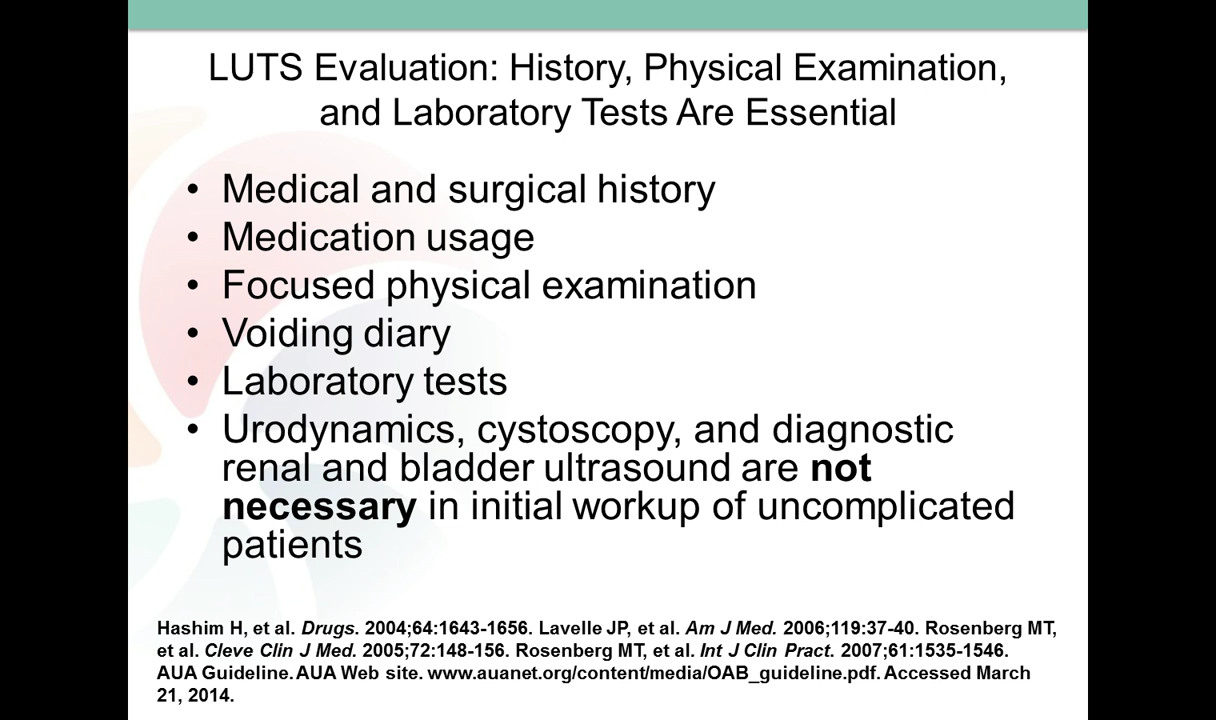 LUTS Evaluation: History, Physical Examination,
and Laboratory Tests Are Essential
• Medical and surgical history
• Medication usage
• Focused physical examination
• Voiding diary
• Laboratory tests
• Urodynamics, cystoscopy, and diagnostic
renal and bladder ultrasound are not
necessary in initial workup of uncomplicated
patients
Hashim H, et al. Drugs. 2004;64:1643-1656. Lavelle JP, et al. Am J Med. 2006;119:37-40. Rosenberg MT,
et al. Cleve Clin J Med. 2005;72:148-156. Rosenberg MT, et al. Int J Clin Pract. 2007;61:1535-1546.
AUA Guideline. AUA Web site. www.auanet.org/content/media/OAB_guideline.pdf. Accessed March
21, 2014.